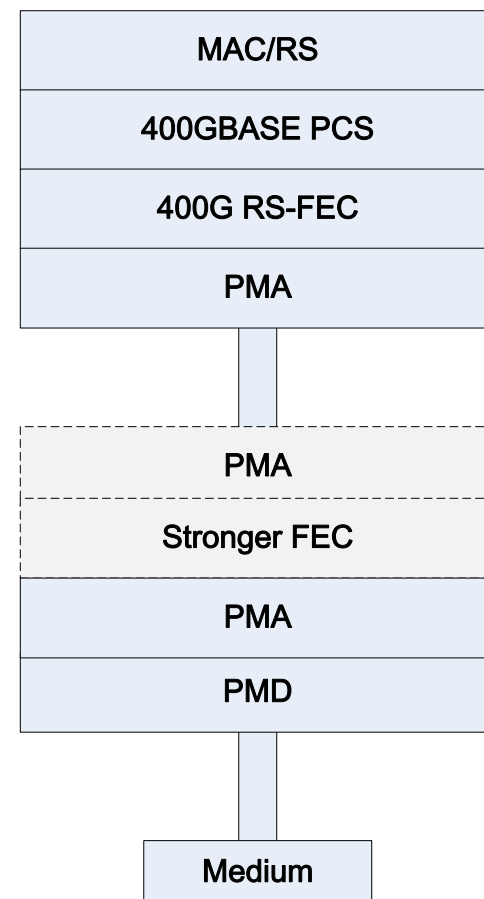 MAC/RS
400GBASE PCS
400G RS-FEC
PMA
PMA
Stronger FEC
PMA
PMD
Medium